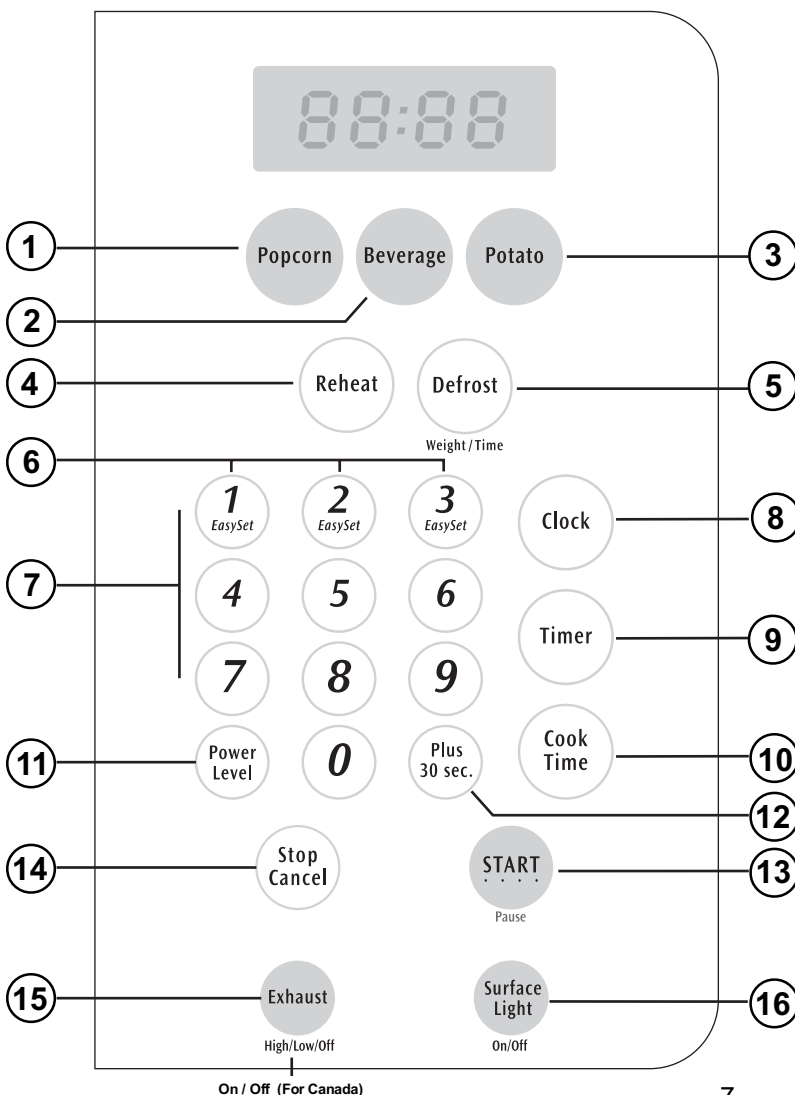 88:88
1 Popcorn Beverage Potato 3
2
4 Reheat Defrost 5
Weight / Time
6
1 2 3
EasySet EasySet EasySet
Clock 8
7 4 5 6
Timer 9
7 8 9
11 Power Level 0 Plus 30 sec. Cook Time 10
12
14 Stop Cancel START 13
Pause
15 Exhaust Surface Light 16
High/Low/Off On/Off
On / Off (For Canada)
7